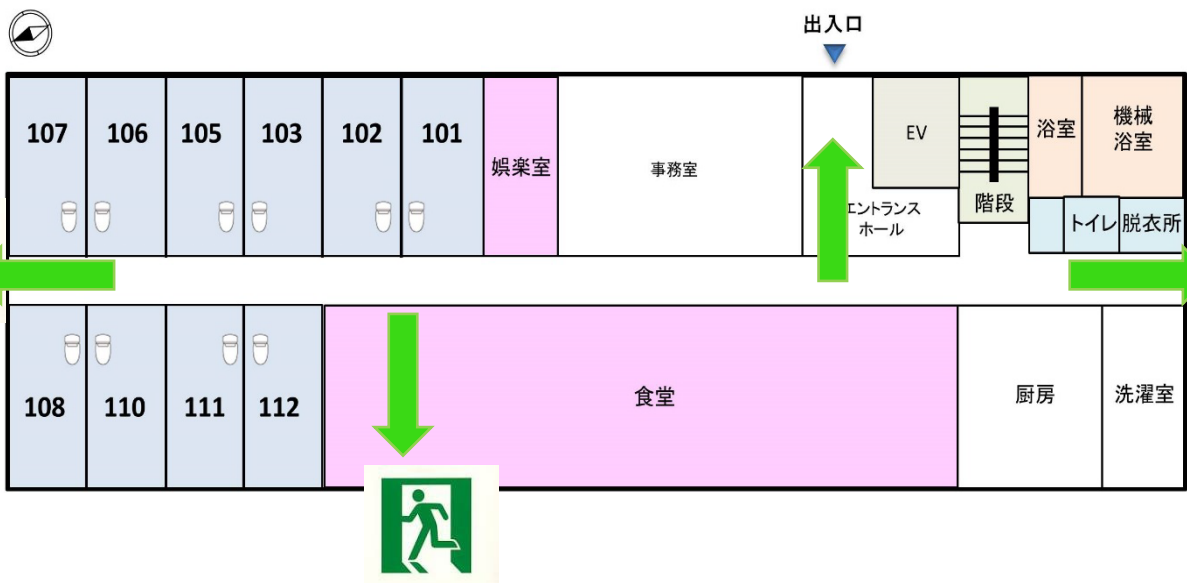 出入口
107
106
105
103
102
101
娯楽室
事務室
EV
階段
浴室
機械
浴室
エントランス
ホール
トイレ
脱衣所
108
110
111
112
食堂
厨房
洗濯室